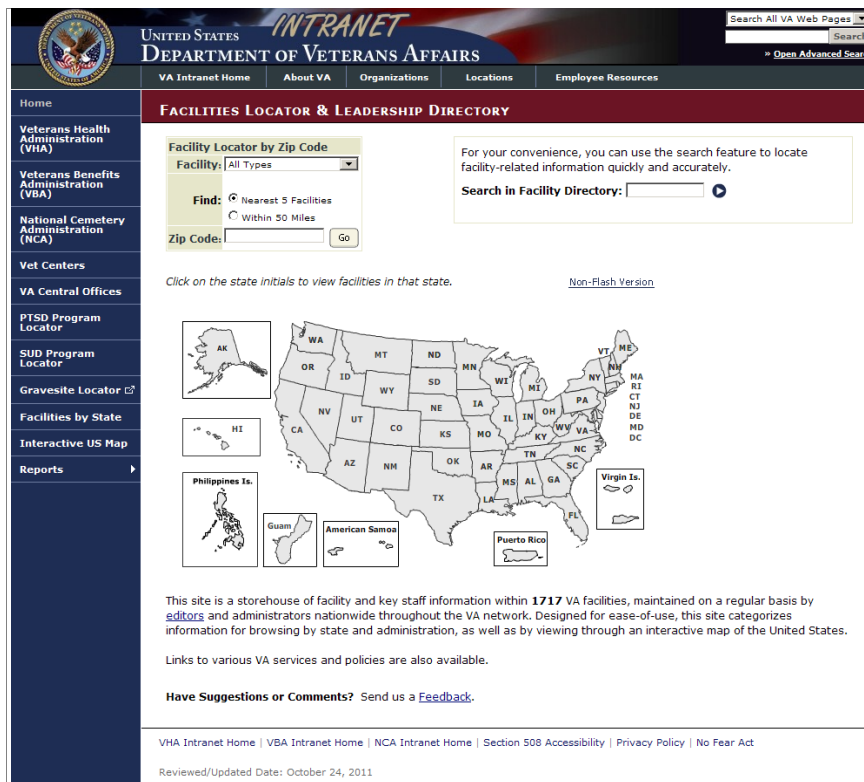 INTRANET
UNITED STATES
DEPARTMENT OF VETERANS AFFAIRS
Search All VA Web Pages
Search
» Open Advanced Sear
VA Intranet Home
About VA
Organizations
Locations
Employee Resources
Home
Veterans Health
Administration
(VHA)
Veterans Benefits
Administration
(VBA)
National Cemetery
Administration
(NCA)
Vet Centers
VA Central Offices
PTSD Program
Locator
SUD Program
Locator
Gravesite Locator
Facilities by State
Interactive US Map
Reports
FACILITIES LOCATOR & LEADERSHIP DIRECTORY
Facility Locator by Zip Code
Facility: All Types
Find: Nearest 5 Facilities
Within 50 Miles
Zip Code: Go
For your convenience, you can use the search feature to locate
facility-related information quickly and accurately.
Search in Facility Directory:
Click on the state initials to view facilities in that state.
Non-Flash Version
AK
WA
OR
ID
MT
ND
MN
WI
MI
VT
NH
ME
NY
MA
RI
CT
NJ
DE
MD
DC
WY
SD
IA
PA
NV
UT
CO
NE
IL
IN
OH
WV
VA
CA
KS
MO
KY
HI
AZ
NM
OK
AR
TN
NC
SC
TX
LA
MS
AL
GA
FL
Philippines Is.
Guam
American Samoa
Puerto Rico
Virgin Is.
This site is a storehouse of facility and key staff information within 1717 VA facilities, maintained on a regular basis by
editors and administrators nationwide throughout the VA network. Designed for ease-of-use, this site categorizes
information for browsing by state and administration, as well as by viewing through an interactive map of the United States.
Links to various VA services and policies are also available.
Have Suggestions or Comments? Send us a Feedback.
VHA Intranet Home | VBA Intranet Home | NCA Intranet Home | Section 508 Accessibility | Privacy Policy | No Fear Act
Reviewed/Updated Date: October 24, 2011